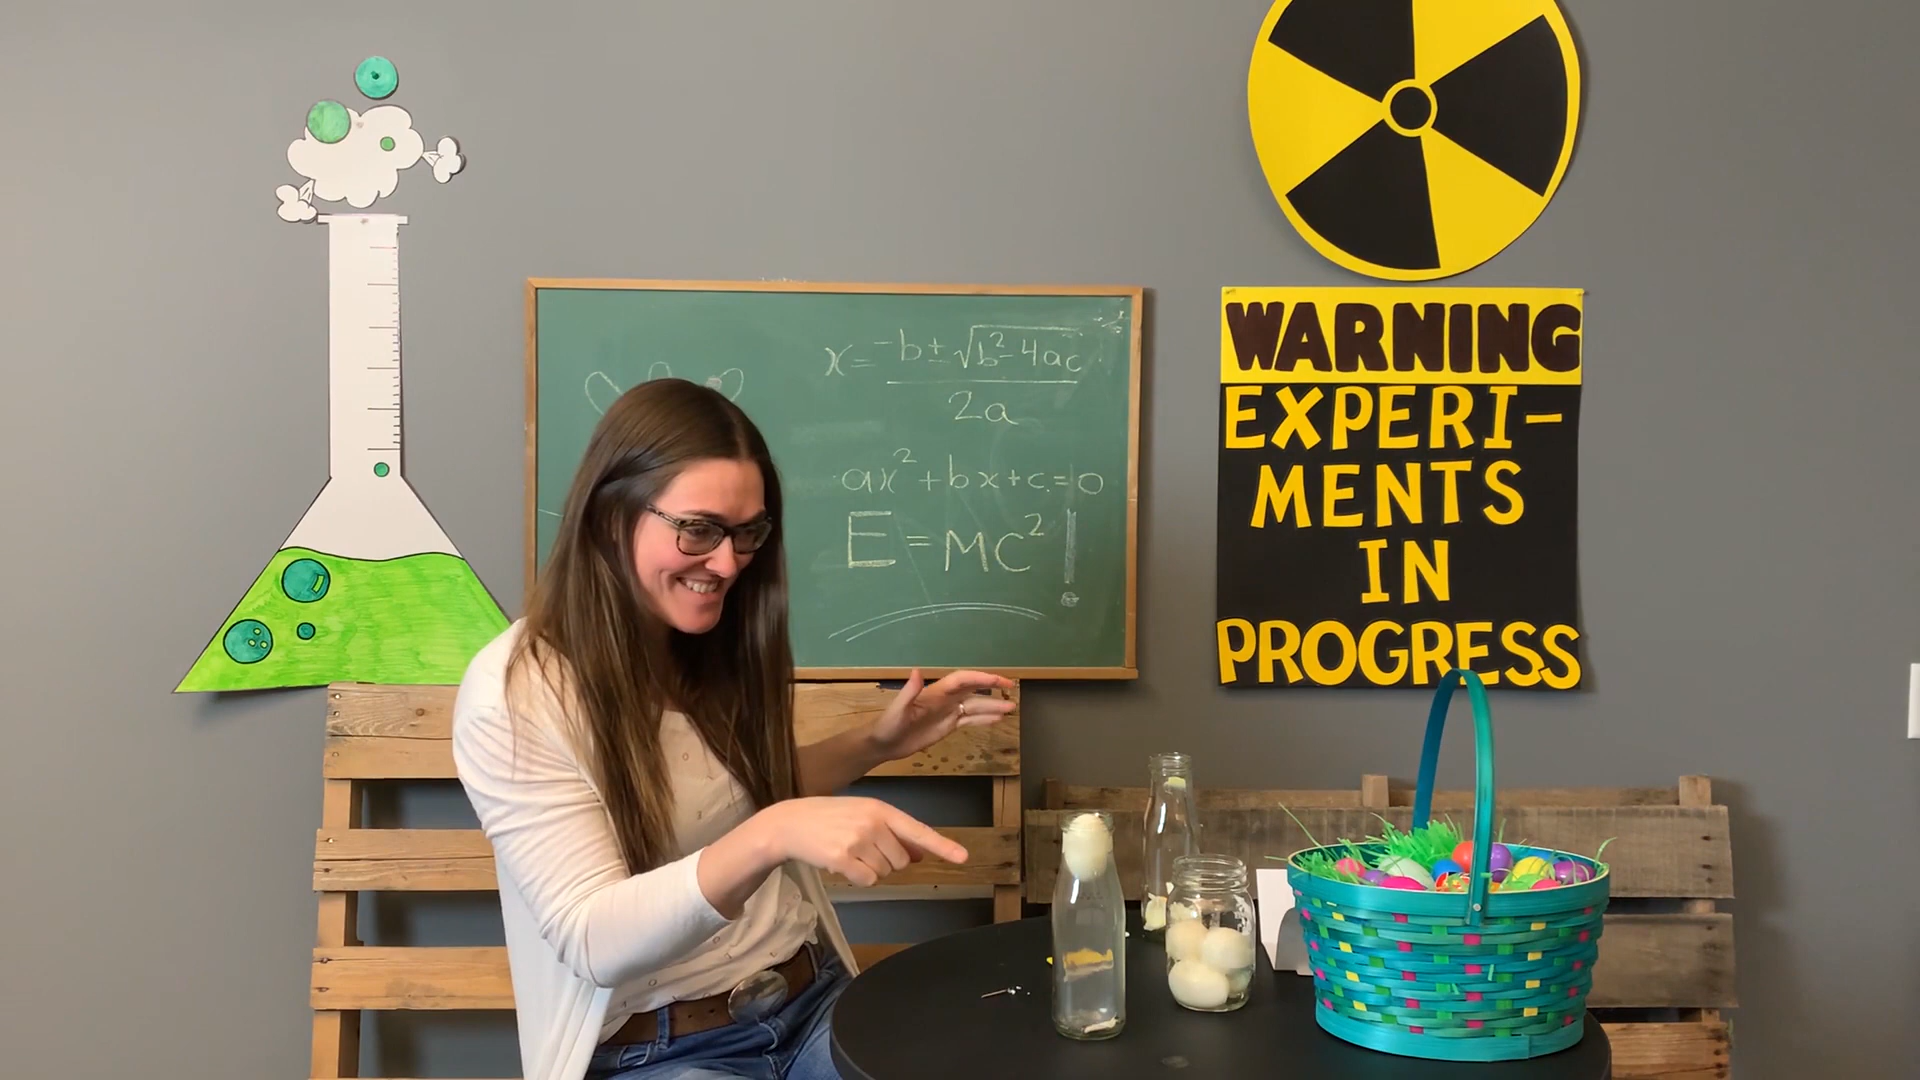 x = -b ± √b² - 4ac
2a
ax² + bx + c = 0
E = MC² !
WARNING
EXPERI-
MENTS
IN
PROGRESS